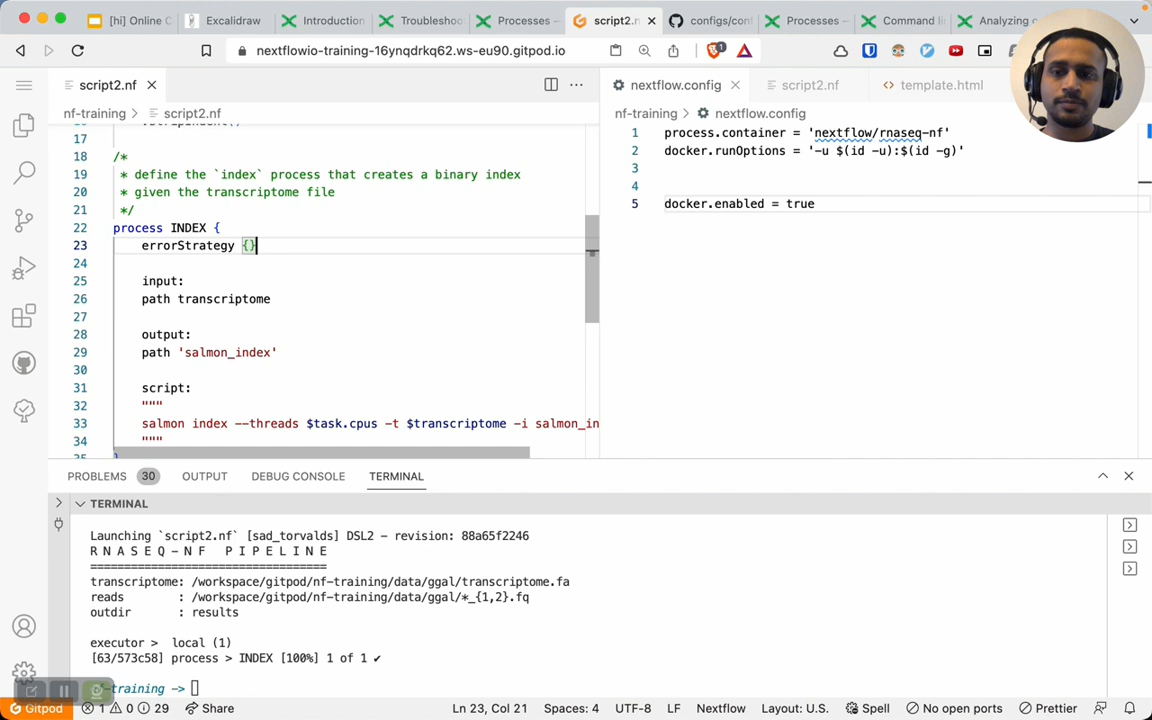 [hi] Online C
Excalidraw
Introduction
Troubleshoo
Processes –
script2.n
configs/con
Processes –
Command li
Analyzing c
nextflowio-training-16ynqdrkq62.ws-eu90.gitpod.io
script2.nf
nf-training > script2.nf
17
18 /*
19 * define the `index` process that creates a binary index
20 * given the transcriptome file
21 */
22 process INDEX {
23 errorStrategy {}
24
25 input:
26 path transcriptome
27
28 output:
29 path 'salmon_index'
30
31 script:
32 """
33 salmon index --threads $task.cpus -t $transcriptome -i salmon_in
34 """
nextflow.config
script2.nf
template.html
nf-training > nextflow.config
1 process.container = 'nextflow/rnaseq-nf'
2 docker.runOptions = '-u $(id -u):$(id -g)'
3
4
5 docker.enabled = true
PROBLEMS 30 OUTPUT DEBUG CONSOLE TERMINAL
TERMINAL
Launching `script2.nf` [sad_torvalds] DSL2 - revision: 88a65f2246
R N A S E Q - N F   P I P E L I N E
===================================
transcriptome: /workspace/gitpod/nf-training/data/ggal/transcriptome.fa
reads        : /workspace/gitpod/nf-training/data/ggal/*_{1,2}.fq
outdir       : results
executor >  local (1)
[63/573c58] process > INDEX [100%] 1 of 1 ✔
nf-training -> 
Gitpod 1 0 29 Share Ln 23, Col 21 Spaces: 4 UTF-8 LF Nextflow Layout: U.S. Spell No open ports Prettier